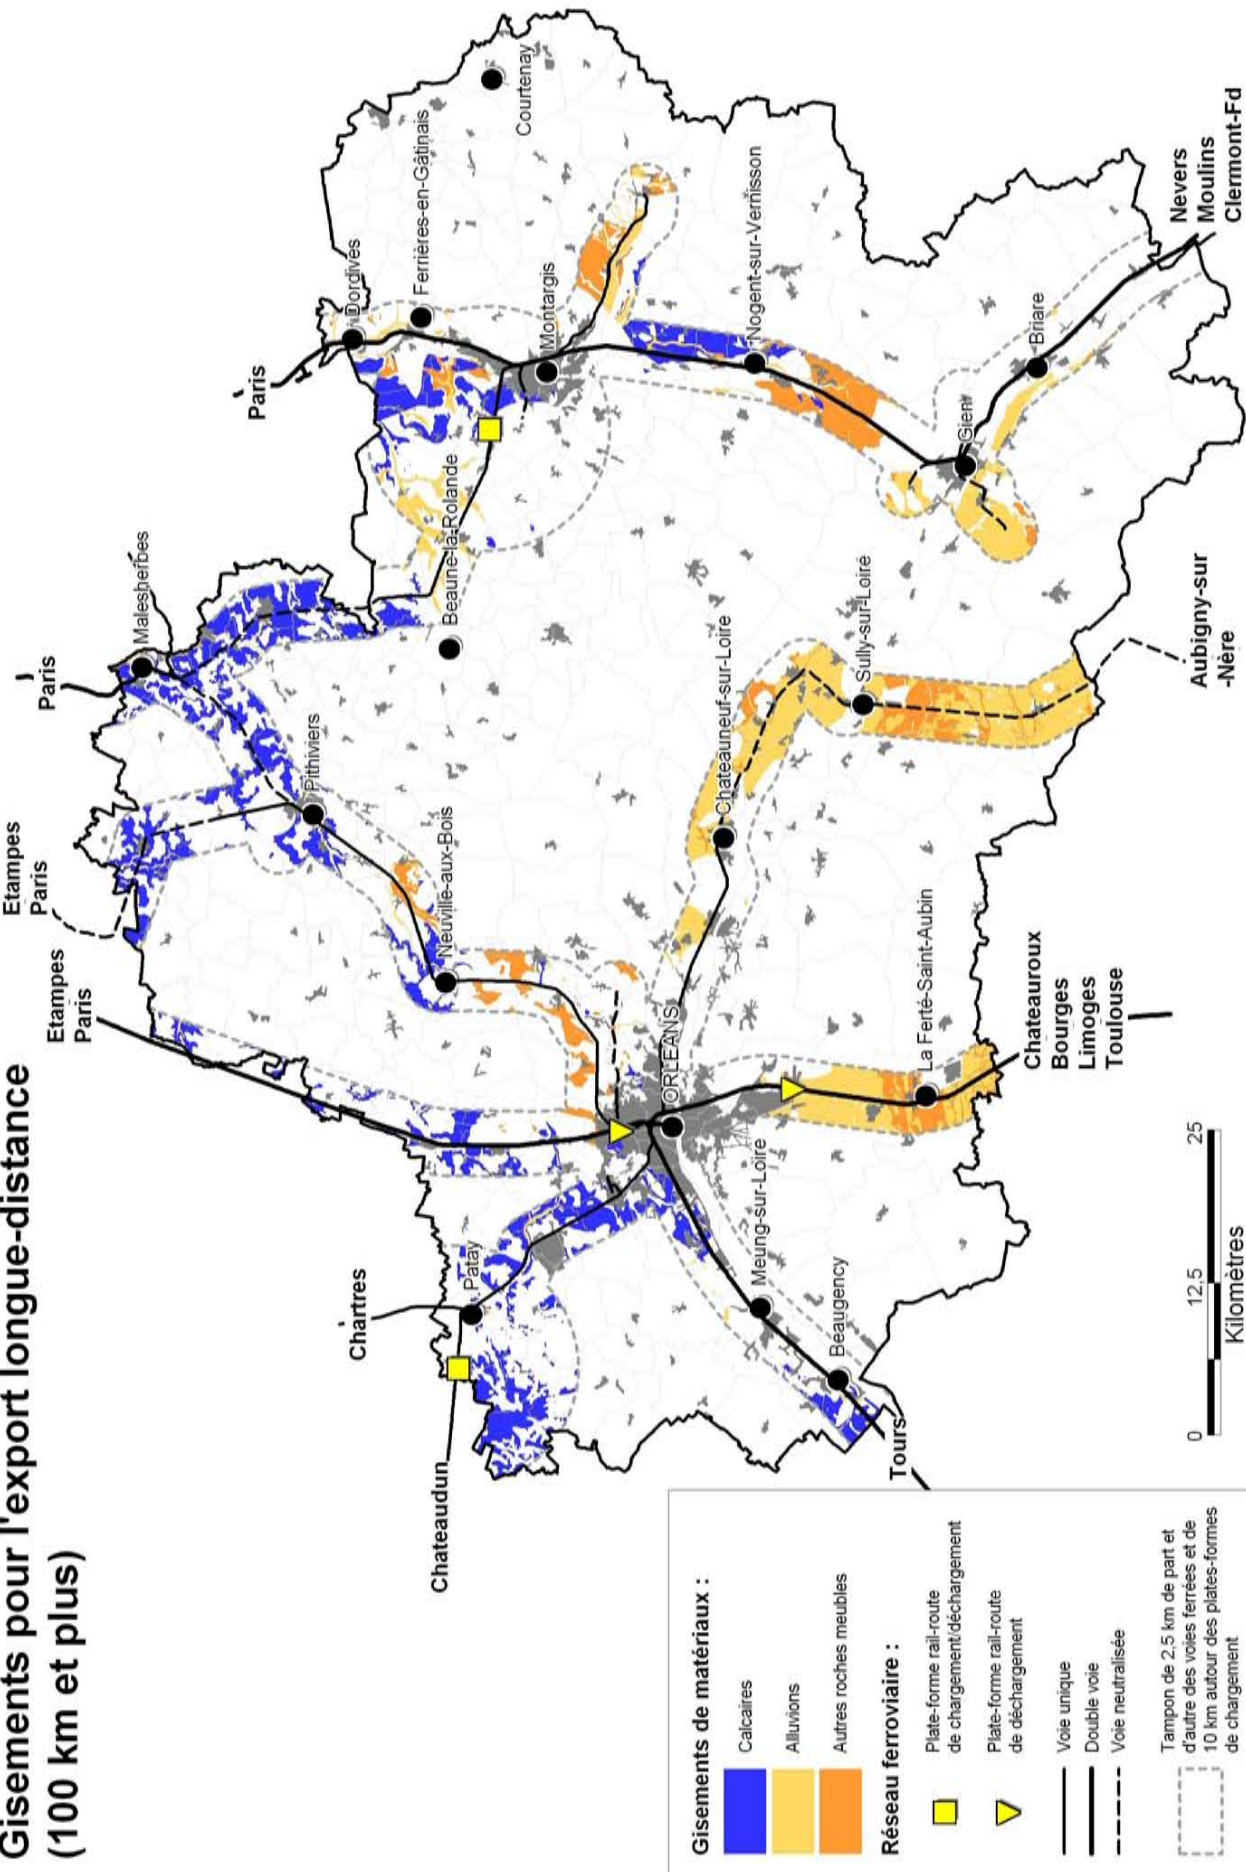 Gisements pour l'export longue-distance
(100 km et plus)
Etampes
Paris
Etampes
Paris
Paris
Paris
Malesherbes
Dordives
Ferrières-en-Gâtinais
Courtenay
Pithiviers
Chartres
Chateaudun
Patay
Neuville-aux-Bois
Beaune-la-Rolande
Montargis
ORLEANS
Chateauneuf-sur-Loire
Nogent-sur-Vernisson
Meung-sur-Loire
Beaugency
Sully-sur-Loire
La Ferté-Saint-Aubin
Gien
Briare
Tours
Chateauroux
Bourges
Limoges
Toulouse
Aubigny-sur
-Nère
Nevers
Moulins
Clermont-Fd
Gisements de matériaux :
Calcaires
Alluvions
Autres roches meubles
Réseau ferroviaire :
Plate-forme rail-route
de chargement/déchargement
Plate-forme rail-route
de déchargement
Voie unique
Double voie
Voie neutralisée
Tampon de 2,5 km de part et
d'autre des voies ferrées et de
10 km autour des plates-formes
de chargement
0 12,5 25
Kilomètres